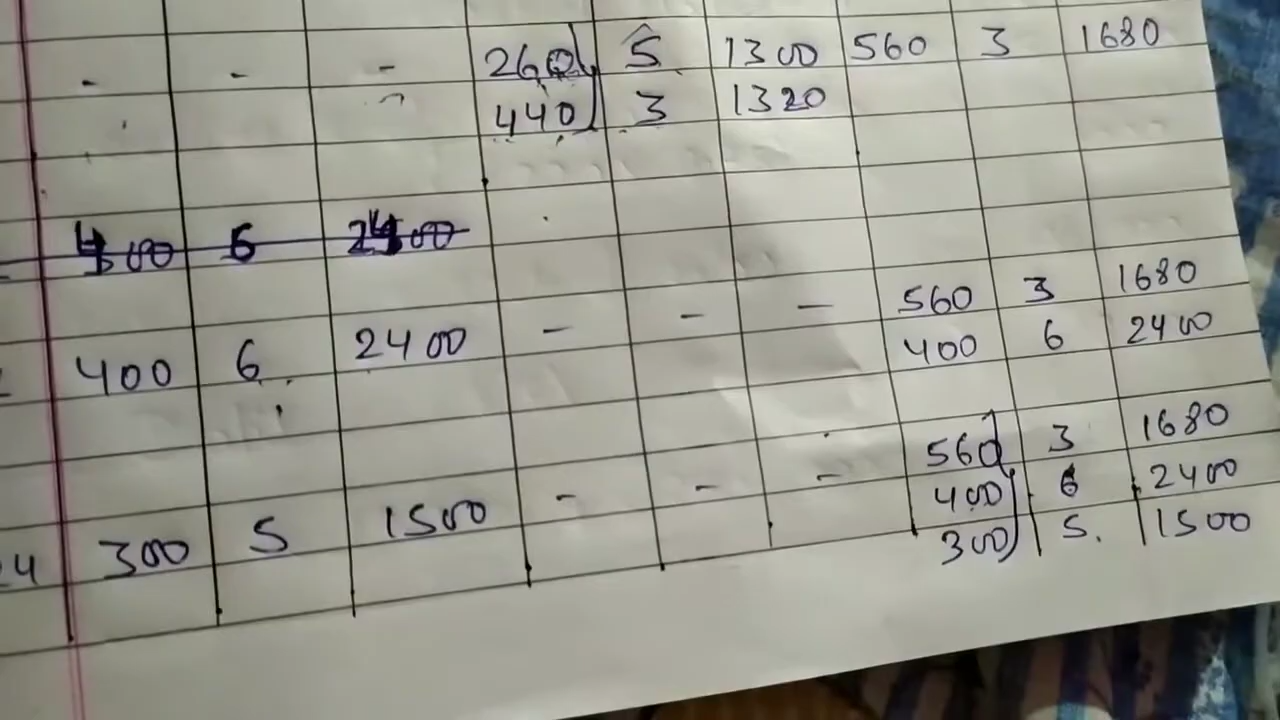 - - - 260 5 1300 560 3 1680
440 3 1320
400 6 2400
560 3 1680
400 6 2400 - - - 400 6 2400
560 3 1680
400 6 2400
24 300 5 1500 - - - 300 5. 1500